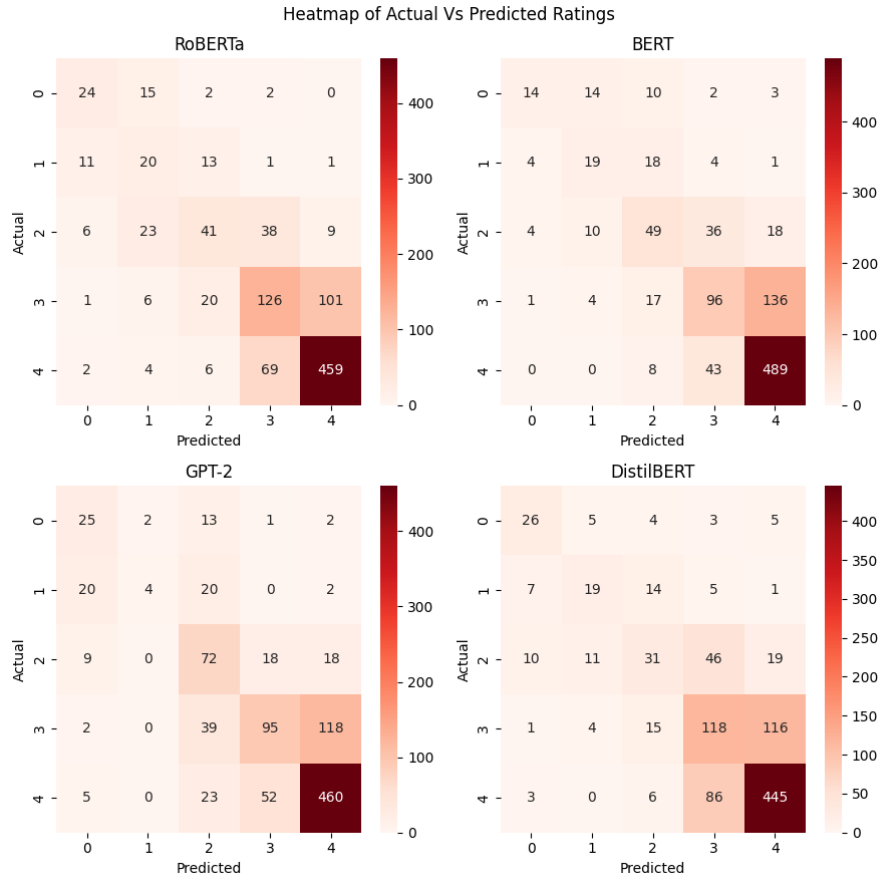 Heatmap of Actual Vs Predicted Ratings
RoBERTa
Actual
0 24 15 2 2 0
1 11 20 13 1 1
2 6 23 41 38 9
3 1 6 20 126 101
4 2 4 6 69 459
0 1 2 3 4
Predicted
400
300
200
100
0
BERT
Actual
0 14 14 10 2 3
1 4 19 18 4 1
2 4 10 49 36 18
3 1 4 17 96 136
4 0 0 8 43 489
0 1 2 3 4
Predicted
400
300
200
100
0
GPT-2
Actual
0 25 2 13 1 2
1 20 4 20 0 2
2 9 0 72 18 18
3 2 0 39 95 118
4 5 0 23 52 460
0 1 2 3 4
Predicted
400
300
200
100
0
DistilBERT
Actual
0 26 5 4 3 5
1 7 19 14 5 1
2 10 11 31 46 19
3 1 4 15 118 116
4 3 0 6 86 445
0 1 2 3 4
Predicted
400
350
300
250
200
150
100
50
0